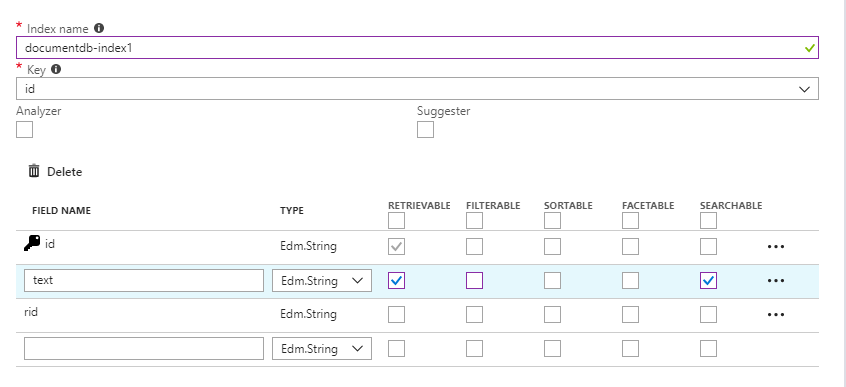 * Index name
documentdb-index1
* Key
id
Analyzer Suggester
Delete
FIELD NAME TYPE RETRIEVABLE FILTERABLE SORTABLE FACETABLE SEARCHABLE
id Edm.String ...
text Edm.String ...
rid Edm.String ...
Edm.String